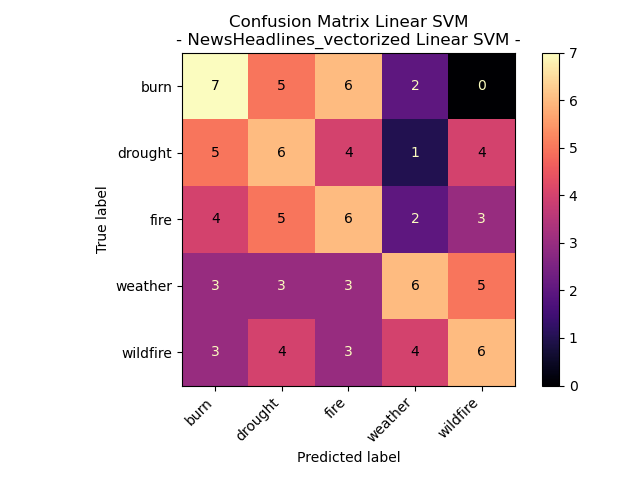 Confusion Matrix Linear SVM
- NewsHeadlines_vectorized Linear SVM -
True label
burn 7 5 6 2 0
drought 5 6 4 1 4
fire 4 5 6 2 3
weather 3 3 3 6 5
wildfire 3 4 3 4 6
burn drought fire weather wildfire
Predicted label
7
6
5
4
3
2
1
0